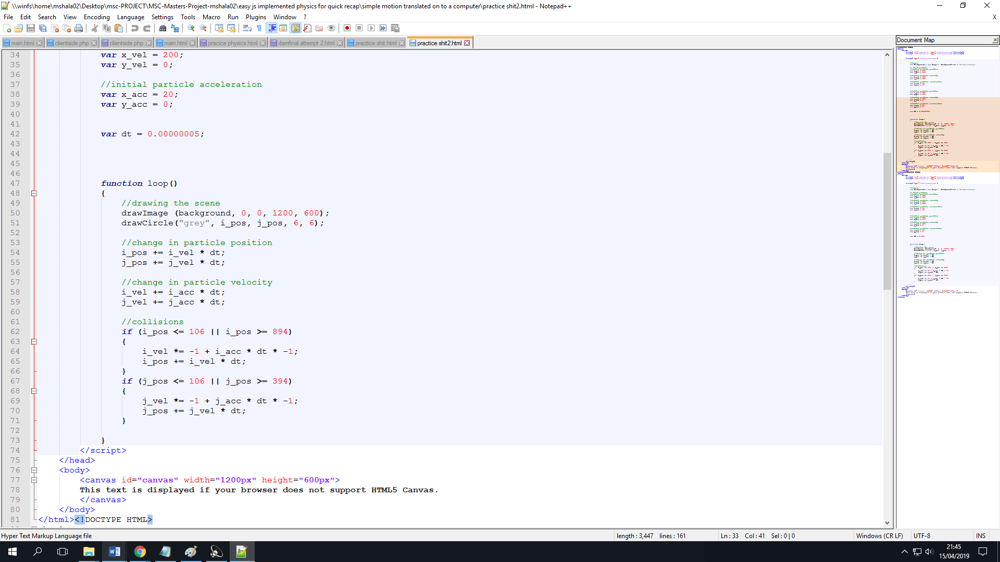 \\winfs\home\mshala02\Desktop\msc-PROJECT\MSC-Masters-Project-mshala02\easy js implemented physics for quick recap\simple motion translated on to a computer\practice shit2.html - Notepad++
File Edit Search View Encoding Language Settings Tools Macro Run Plugins Window ? X
main.html clientside.php clientside.php main.html pracice physics.html damfinal attempt 2.html practice shit.html practice shit2.html
Document Map
34 var x_vel = 200;
35 var y_vel = 0;
36
37 //initial particle acceleration
38 var x_acc = 20;
39 var y_acc = 0;
40
41
42 var dt = 0.00000005;
43
44
45
46
47 function loop()
48 {
49 //drawing the scene
50 drawImage (background, 0, 0, 1200, 600);
51 drawCircle("grey", i_pos, j_pos, 6, 6);
52
53 //change in particle position
54 i_pos += i_vel * dt;
55 j_pos += j_vel * dt;
56
57 //change in particle velocity
58 i_vel += i_acc * dt;
59 j_vel += j_acc * dt;
60
61 //collisions
62 if (i_pos <= 106 || i_pos >= 894)
63 {
64 i_vel *= -1 + i_acc * dt * -1;
65 i_pos += i_vel * dt;
66 }
67 if (j_pos <= 106 || j_pos >= 394)
68 {
69 j_vel *= -1 + j_acc * dt * -1;
70 j_pos += j_vel * dt;
71 }
72
73 }
74 </script>
75 </head>
76 <body>
77 <canvas id="canvas" width="1200px" height="600px">
78 This text is displayed if your browser does not support HTML5 Canvas.
79 </canvas>
80 </body>
81 </html><!DOCTYPE HTML>
Hyper Text Markup Language file length : 3,447 lines : 161 Ln : 33 Col : 41 Sel : 0 | 0 Windows (CR LF) UTF-8 INS
21:45
15/04/2019